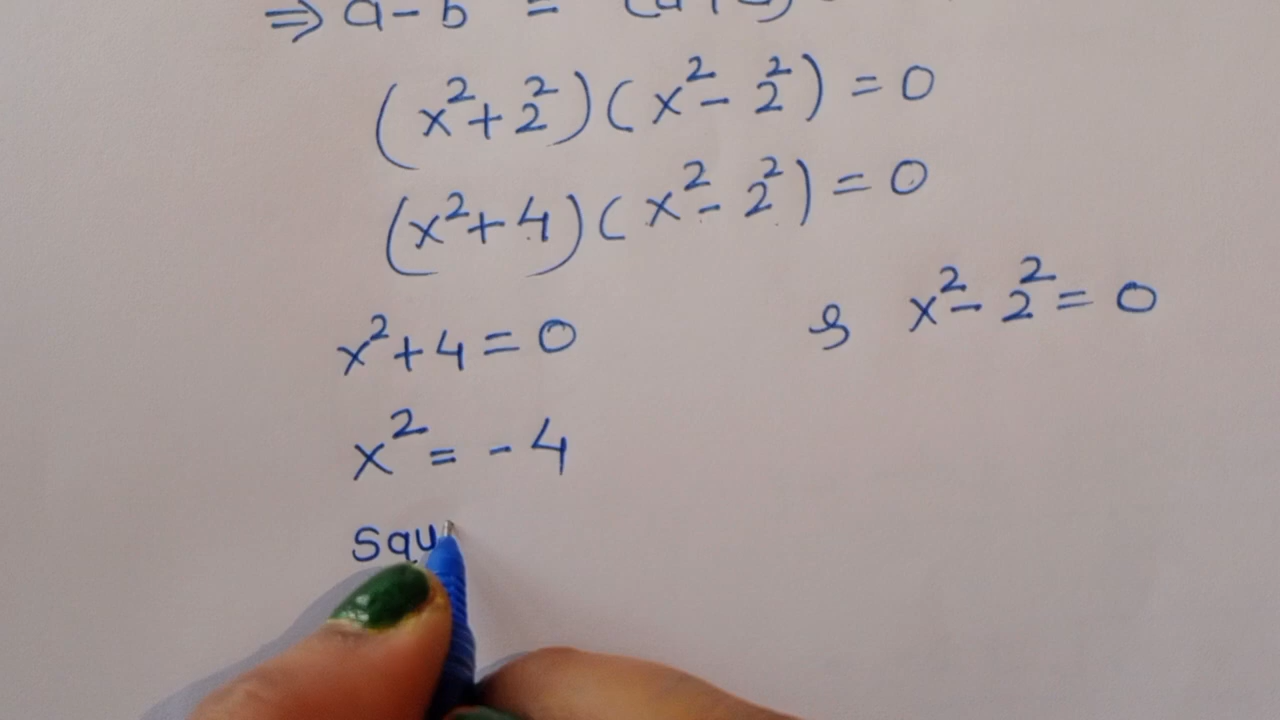 ⇒ a - b =
(x² + 2²)(x² - 2²) = 0
(x² + 4)(x² - 2²) = 0
x² + 4 = 0 & x² - 2² = 0
x² = -4
Squ